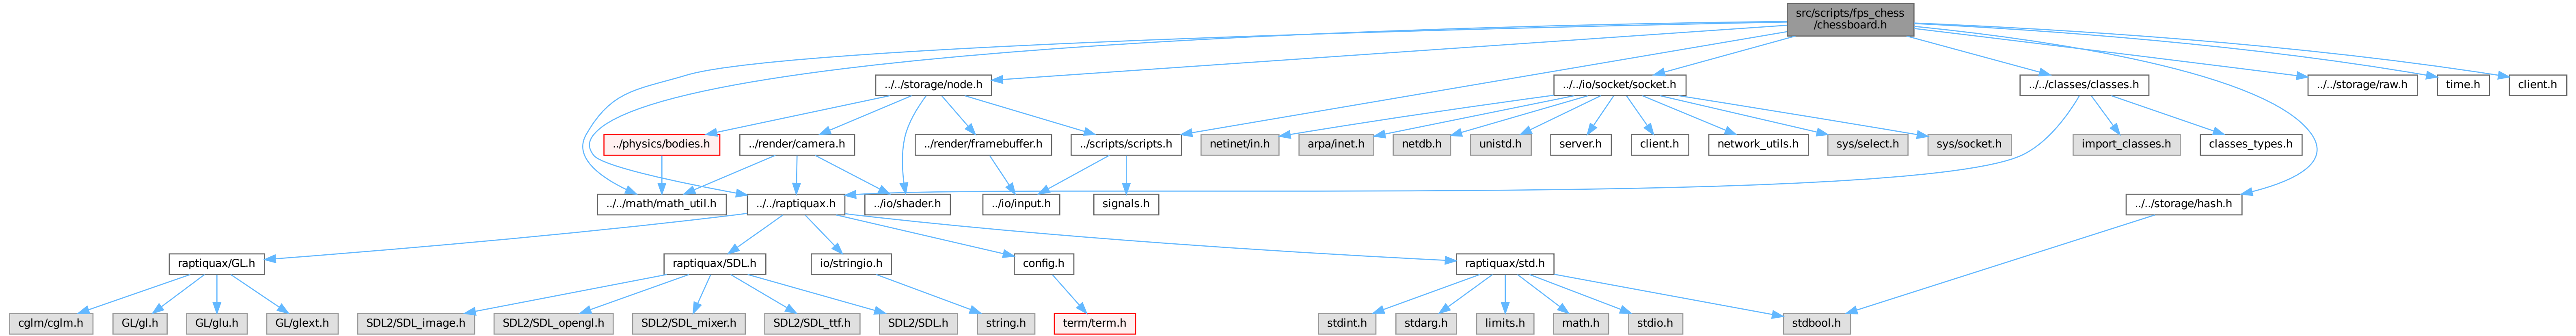 src/scripts/fps_chess
/chessboard.h
../../storage/node.h
../../io/socket/socket.h
../../classes/classes.h
../../storage/raw.h
time.h
client.h
../physics/bodies.h
../render/camera.h
../render/framebuffer.h
../scripts/scripts.h
netinet/in.h
arpa/inet.h
netdb.h
unistd.h
server.h
client.h
network_utils.h
sys/select.h
sys/socket.h
import_classes.h
classes_types.h
../../math/math_util.h
../../raptiquax.h
../io/shader.h
../io/input.h
signals.h
../../storage/hash.h
raptiquax/GL.h
raptiquax/SDL.h
io/stringio.h
config.h
raptiquax/std.h
cglm/cglm.h
GL/gl.h
GL/glu.h
GL/glext.h
SDL2/SDL_image.h
SDL2/SDL_opengl.h
SDL2/SDL_mixer.h
SDL2/SDL_ttf.h
SDL2/SDL.h
string.h
term/term.h
stdint.h
stdarg.h
limits.h
math.h
stdio.h
stdbool.h